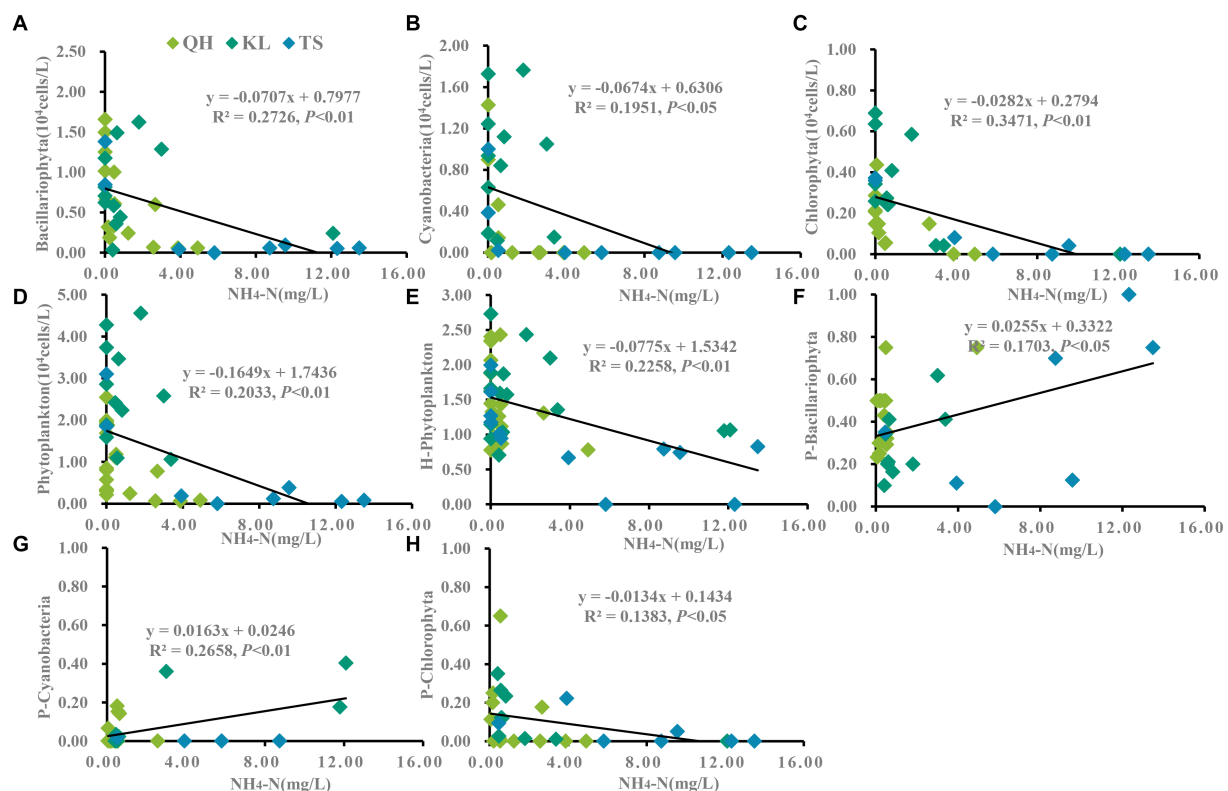 A
QH KL TS
2.50
2.00
1.50
1.00
0.50
0.00
Bacillariophyta(10⁴cells/L)
y = -0.0707x + 0.7977
R² = 0.2726, P<0.01
0.00 4.00 8.00 12.00 16.00
NH₄-N(mg/L)
B
2.00
1.60
1.20
0.80
0.40
0.00
Cyanobacteria(10⁴cells/L)
y = -0.0674x + 0.6306
R² = 0.1951, P<0.05
0.00 4.00 8.00 12.00 16.00
NH₄-N(mg/L)
C
1.00
0.80
0.60
0.40
0.20
0.00
Chlorophyta(10⁴cells/L)
y = -0.0282x + 0.2794
R² = 0.3471, P<0.01
0.00 4.00 8.00 12.00 16.00
NH₄-N(mg/L)
D
5.00
4.00
3.00
2.00
1.00
0.00
Phytoplankton(10⁴cells/L)
y = -0.1649x + 1.7436
R² = 0.2033, P<0.01
0.00 4.00 8.00 12.00 16.00
NH₄-N(mg/L)
E
3.00
2.50
2.00
1.50
1.00
0.50
0.00
H-Phytoplankton
y = -0.0775x + 1.5342
R² = 0.2258, P<0.01
0.00 4.00 8.00 12.00 16.00
NH₄-N(mg/L)
F
1.00
0.80
0.60
0.40
0.20
0.00
P-Bacillariophyta
y = 0.0255x + 0.3322
R² = 0.1703, P<0.05
0.00 4.00 8.00 12.00 16.00
NH₄-N(mg/L)
G
1.00
0.80
0.60
0.40
0.20
0.00
P-Cyanobacteria
y = 0.0163x + 0.0246
R² = 0.2658, P<0.01
0.00 4.00 8.00 12.00 16.00
NH₄-N(mg/L)
H
1.00
0.80
0.60
0.40
0.20
0.00
P-Chlorophyta
y = -0.0134x + 0.1434
R² = 0.1383, P<0.05
0.00 4.00 8.00 12.00 16.00
NH₄-N(mg/L)